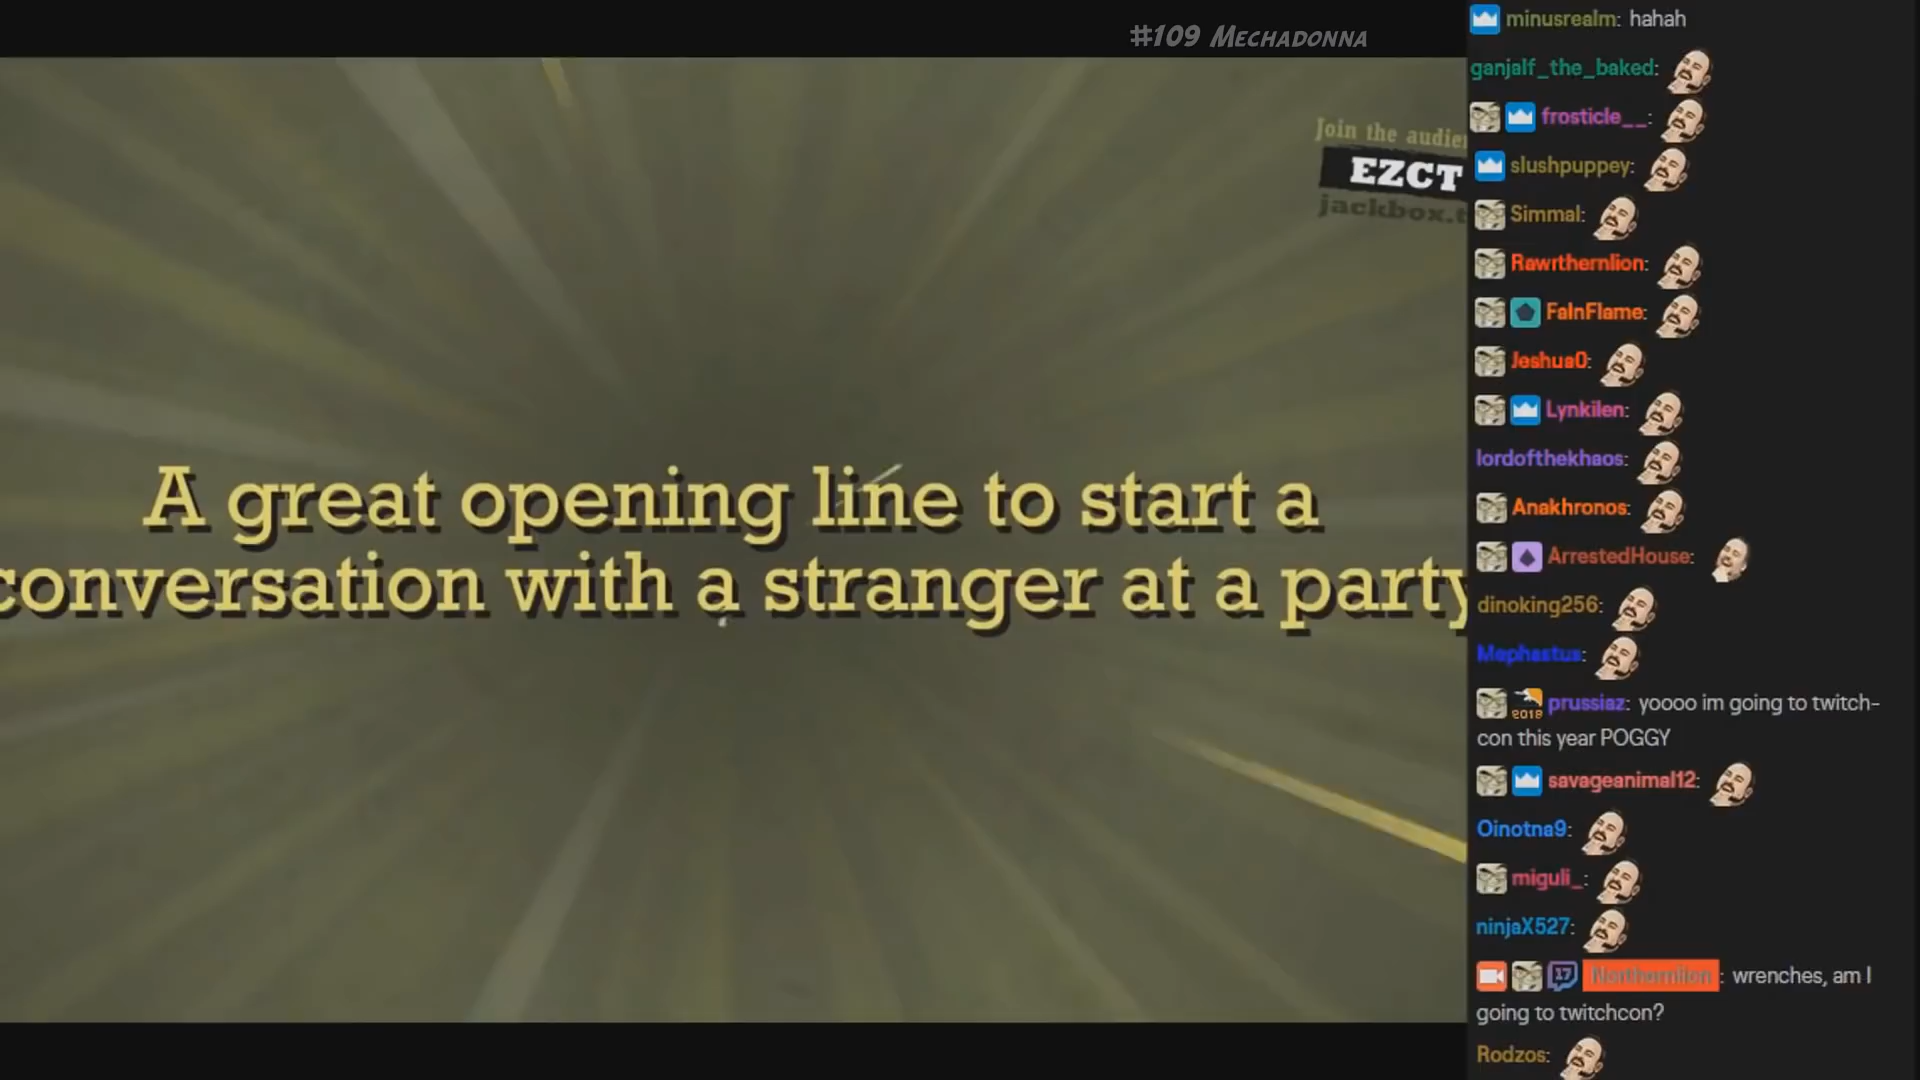 #109 MECHADONNA
Join the audie
EZCT
jackbox.t
A great opening line to start a
conversation with a stranger at a party
minusrealm: hahah
ganjalf_the_baked:
frosticle__:
slushpuppey:
Simmal:
Rawrthernlion:
FalnFlame:
Jeshua0:
Lynkilen:
lordofthekhaos:
Anakhronos:
ArrestedHouse:
dinoking256:
Mephastus:
2018 prussiaz: yoooo im going to twitch-
con this year POGGY
savageanimal12:
Oinotna9:
miguli_:
ninjaX527:
17 Northernlion: wrenches, am I
going to twitchcon?
Rodzos: